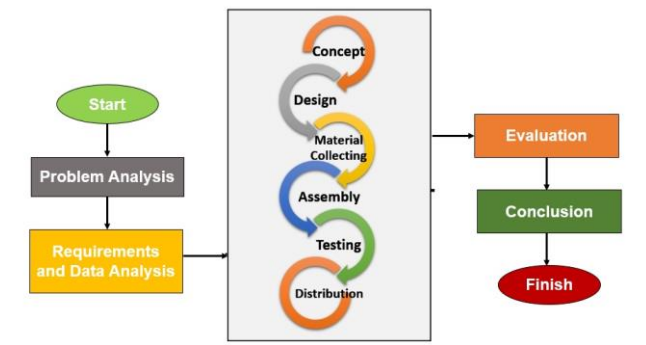 Start
Problem Analysis
Requirements
and Data Analysis
Concept
Design
Material
Collecting
Assembly
Testing
Distribution
Evaluation
Conclusion
Finish